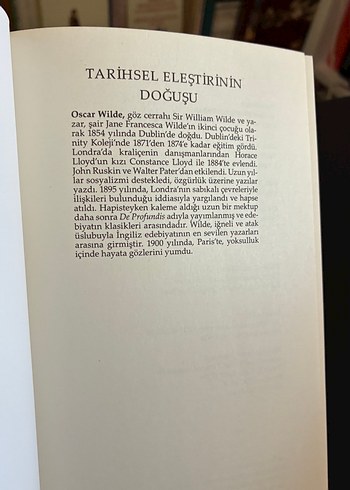 TARİHSEL ELEŞTİRİNİN
DOĞUŞU
Oscar Wilde, göz cerrahı Sir William Wilde ve ya-
zar, şair Jane Francesca Wilde'ın ikinci çocuğu ola-
rak 1854 yılında Dublin'de doğdu. Dublin'deki Tri-
nity Koleji'nde 1871'den 1874'e kadar eğitim gördü.
Londra'da kraliçenin danışmanlarından Horace
Lloyd'un kızı Constance Lloyd ile 1884'te evlendi.
John Ruskin ve Walter Pater'dan etkilendi. Uzun yıl-
lar sosyalizmi destekledi, özgürlük üzerine yazılar
yazdı. 1895 yılında, Londra'nın sabıkalı çevreleriyle
ilişkileri bulunduğu iddiasıyla yargılandı ve hapse
atıldı. Hapisteyken kaleme aldığı uzun bir mektup
daha sonra De Profundis adıyla yayımlanmış ve ede-
biyatın klasikleri arasındadır. Wilde, iğneli ve atak
üslubuyla İngiliz edebiyatının en sevilen yazarları
arasına girmiştir. 1900 yılında, Paris'te, yoksulluk
içinde hayata gözlerini yumdu.